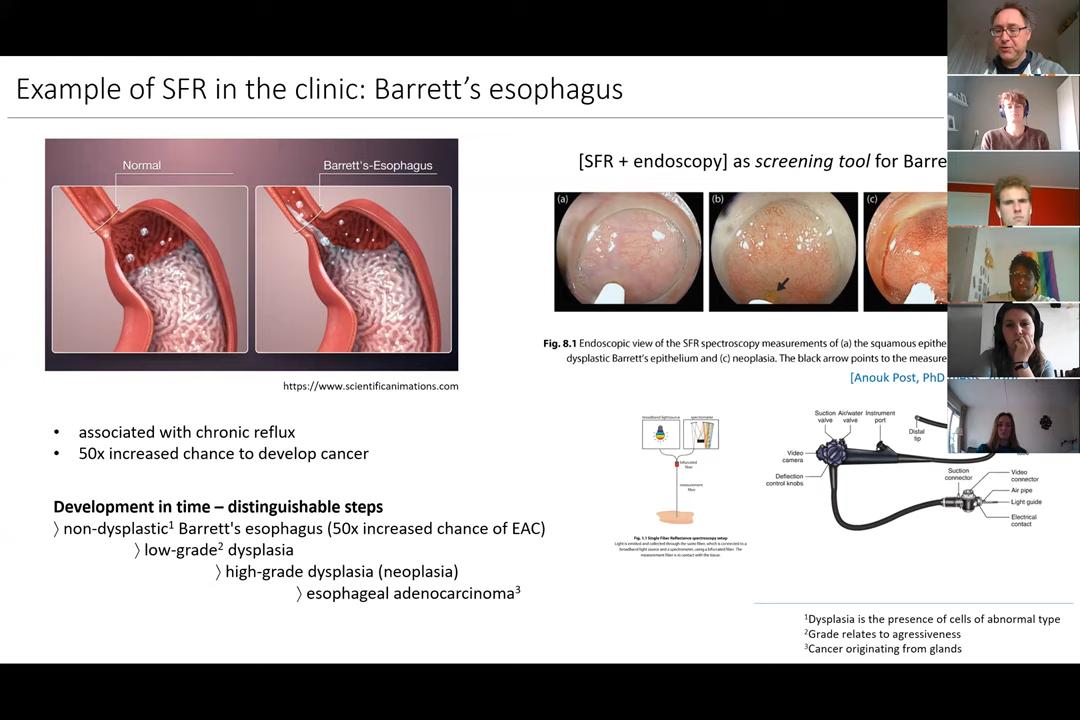 Example of SFR in the clinic: Barrett’s esophagus
Normal
Barrett's-Esophagus
https://www.scientificanimations.com
• associated with chronic reflux
• 50x increased chance to develop cancer
Development in time – distinguishable steps
〉non-dysplastic¹ Barrett's esophagus (50x increased chance of EAC)
〉low-grade² dysplasia
〉high-grade dysplasia (neoplasia)
〉esophageal adenocarcinoma³
[SFR + endoscopy] as screening tool for Barre
(a)
(b)
(c)
Fig. 8.1 Endoscopic view of the SFR spectroscopy measurements of (a) the squamous epithe
dysplastic Barrett's epithelium and (c) neoplasia. The black arrow points to the measure
[Anouk Post, PhD
broadband lightsource
spectrometer
bifurcated
fiber
measurement
fiber
Fig. 1.1 Single Fiber Reflectance spectroscopy setup
Light is emitted and collected through the same fiber, which is connected to a
broadband light source and a spectrometer, using a bifurcated fiber. The
measurement fiber is in contact with the tissue.
Suction valve
Air/water valve
Instrument port
Distal tip
Video camera
Deflection control knobs
Suction connector
Video connector
Air pipe
Light guide
Electrical contact
¹Dysplasia is the presence of cells of abnormal type
²Grade relates to agressiveness
³Cancer originating from glands